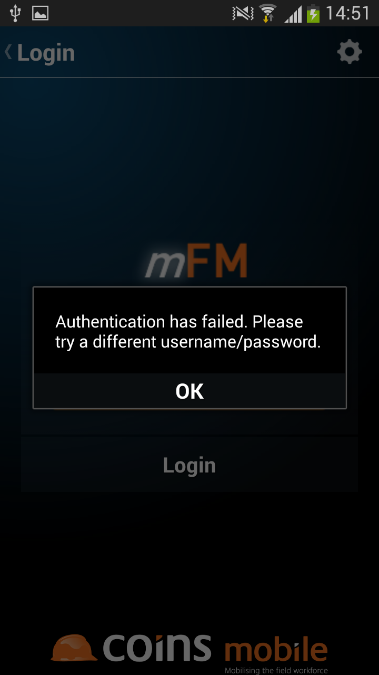 14:51
Login
mFM
Authentication has failed. Please
try a different username/password.
OK
Login
coins mobile
Mobilising the field workforce